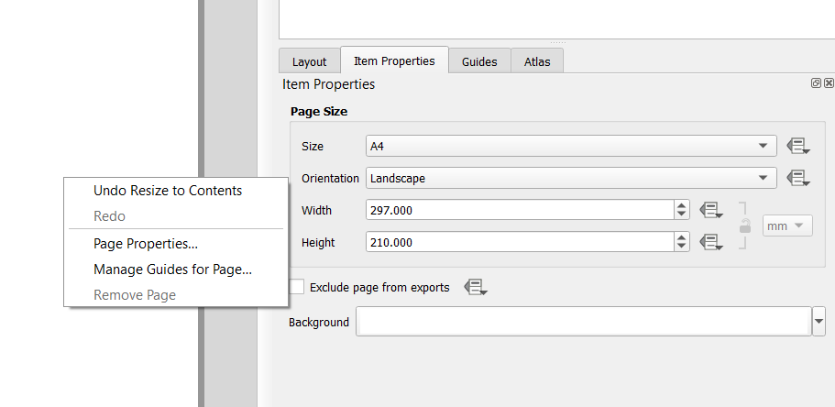 Layout Item Properties Guides Atlas
Item Properties
Page Size
Size A4
Orientation Landscape
Width 297.000
mm
Height 210.000
Exclude page from exports
Background
Undo Resize to Contents
Redo
Page Properties...
Manage Guides for Page...
Remove Page